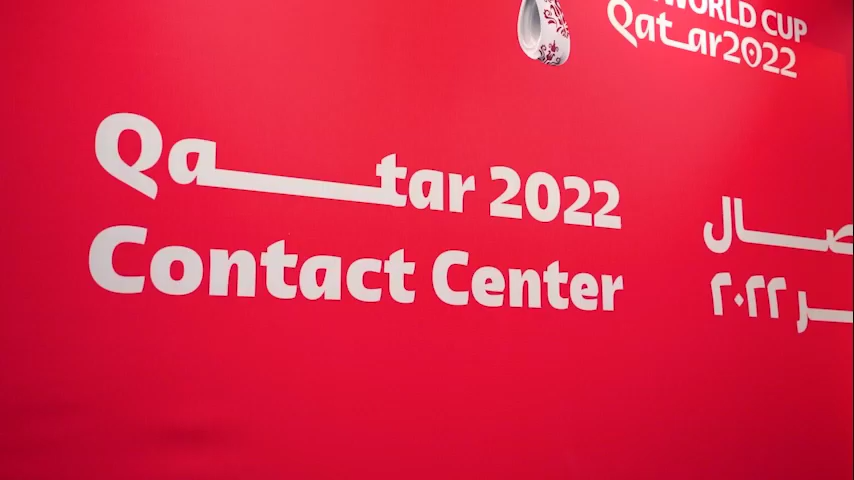 WORLD CUP
Qatar2022
Qatar 2022
Contact Center
٢٠٢٢